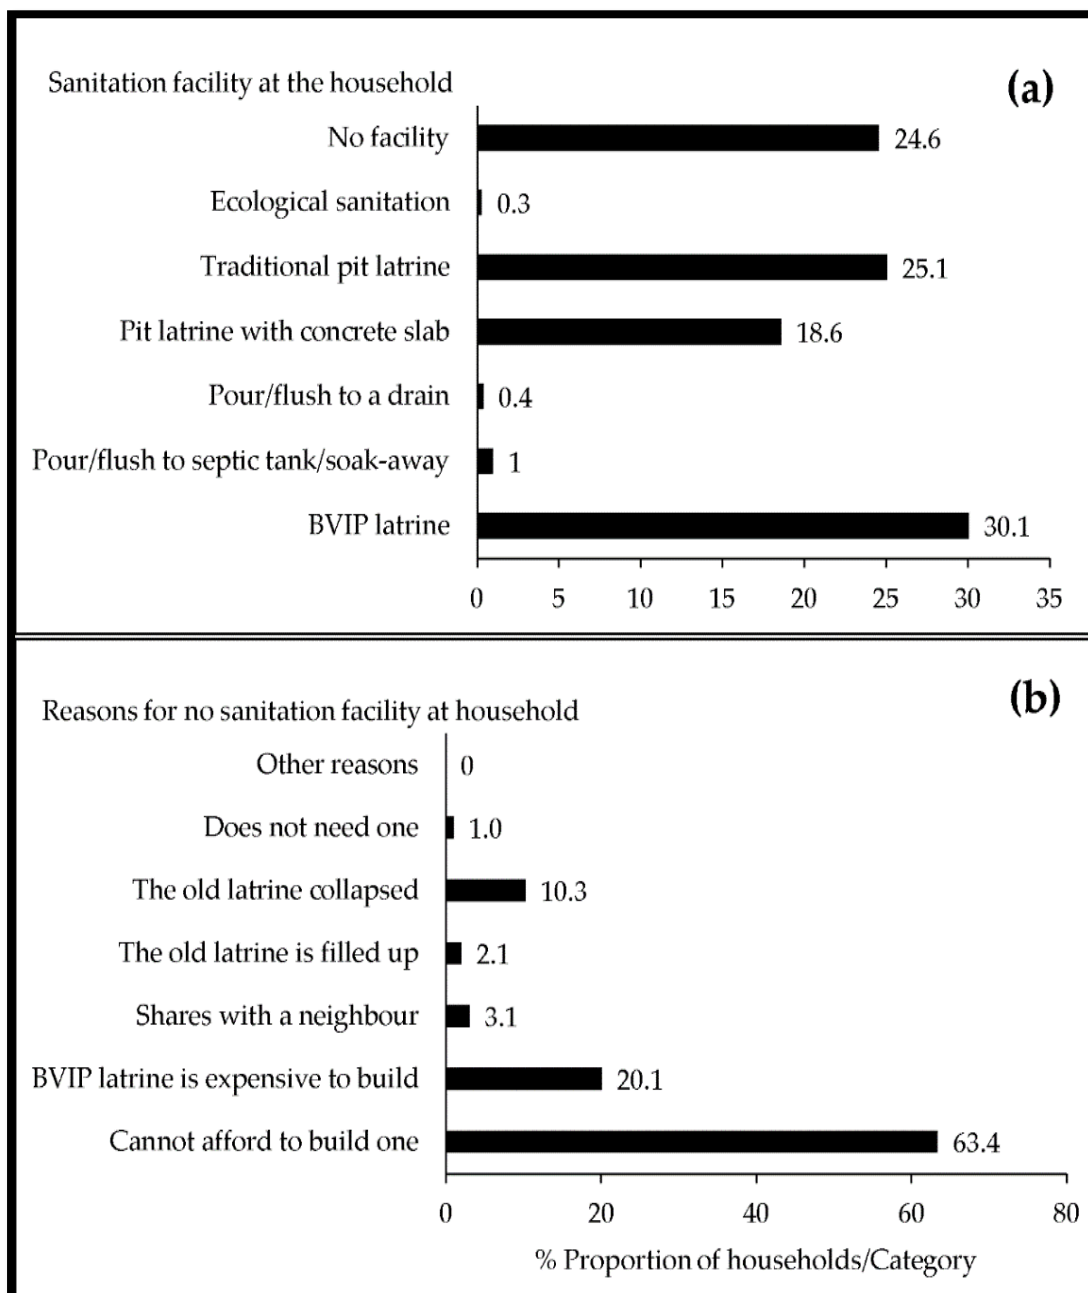 (a)
Sanitation facility at the household
No facility 24.6
Ecological sanitation 0.3
Traditional pit latrine 25.1
Pit latrine with concrete slab 18.6
Pour/flush to a drain 0.4
Pour/flush to septic tank/soak-away 1
BVIP latrine 30.1
0 5 10 15 20 25 30 35
(b)
Reasons for no sanitation facility at household
Other reasons 0
Does not need one 1.0
The old latrine collapsed 10.3
The old latrine is filled up 2.1
Shares with a neighbour 3.1
BVIP latrine is expensive to build 20.1
Cannot afford to build one 63.4
0 20 40 60 80
% Proportion of households/Category